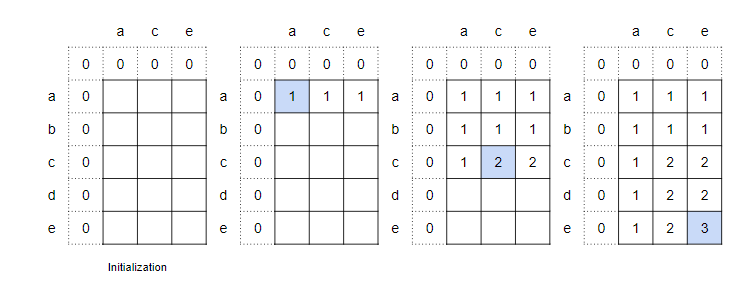 a c e a c e a c e a c e
0 0 0 0 0 0 0 0 0 0 0 0 0 0 0 0
a 0 a 0 1 1 1 a 0 1 1 1 a 0 1 1 1
b 0 b 0 b 0 1 1 1 b 0 1 1 1
c 0 c 0 c 0 1 2 2 c 0 1 2 2
d 0 d 0 d 0 d 0 1 2 2
e 0 e 0 e 0 e 0 1 2 3
Initialization